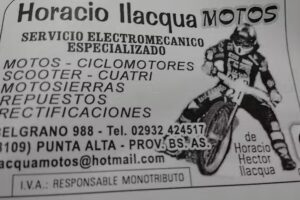 Horacio Ilacqua MOTOS
SERVICIO ELECTROMECANICO
ESPECIALIZADO
MOTOS - CICLOMOTORES
SCOOTER - CUATRI
MOTOSIERRAS
REPUESTOS
RECTIFICACIONES
BELGRANO 988 - Tel. 02932 424517
8109) PUNTA ALTA - PROV. BS. AS.
acquamotos@hotmail.com
de
Horacio
Hector
Ilacqua
I.V.A.: RESPONSABLE MONOTRIBUTO